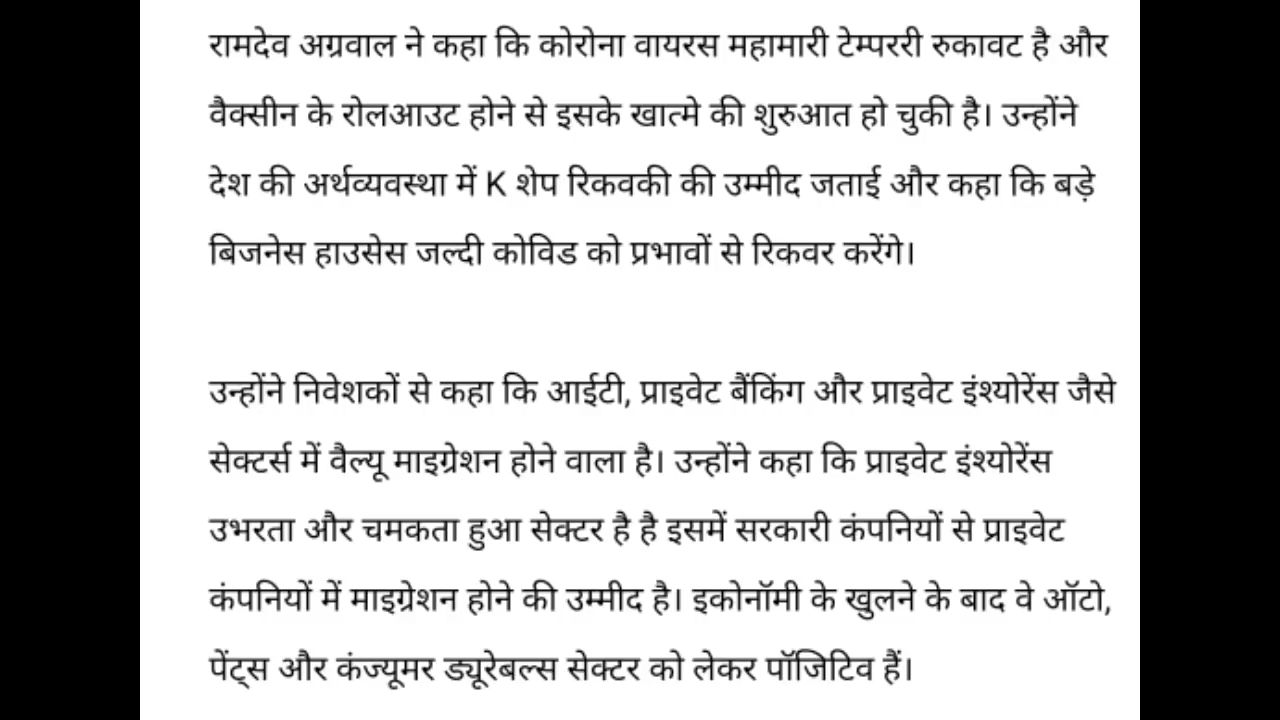 रामदेव अग्रवाल ने कहा कि कोरोना वायरस महामारी टेम्पररी रुकावट है और
वैक्सीन के रोलआउट होने से इसके खात्मे की शुरुआत हो चुकी है। उन्होंने
देश की अर्थव्यवस्था में K शेप रिकवकी की उम्मीद जताई और कहा कि बड़े
बिजनेस हाउसेस जल्दी कोविड को प्रभावों से रिकवर करेंगे।
उन्होंने निवेशकों से कहा कि आईटी, प्राइवेट बैंकिंग और प्राइवेट इंश्योरेंस जैसे
सेक्टर्स में वैल्यू माइग्रेशन होने वाला है। उन्होंने कहा कि प्राइवेट इंश्योरेंस
उभरता और चमकता हुआ सेक्टर है है इसमें सरकारी कंपनियों से प्राइवेट
कंपनियों में माइग्रेशन होने की उम्मीद है। इकोनॉमी के खुलने के बाद वे ऑटो,
पेंट्स और कंज्यूमर ड्यूरेबल्स सेक्टर को लेकर पॉजिटिव हैं।